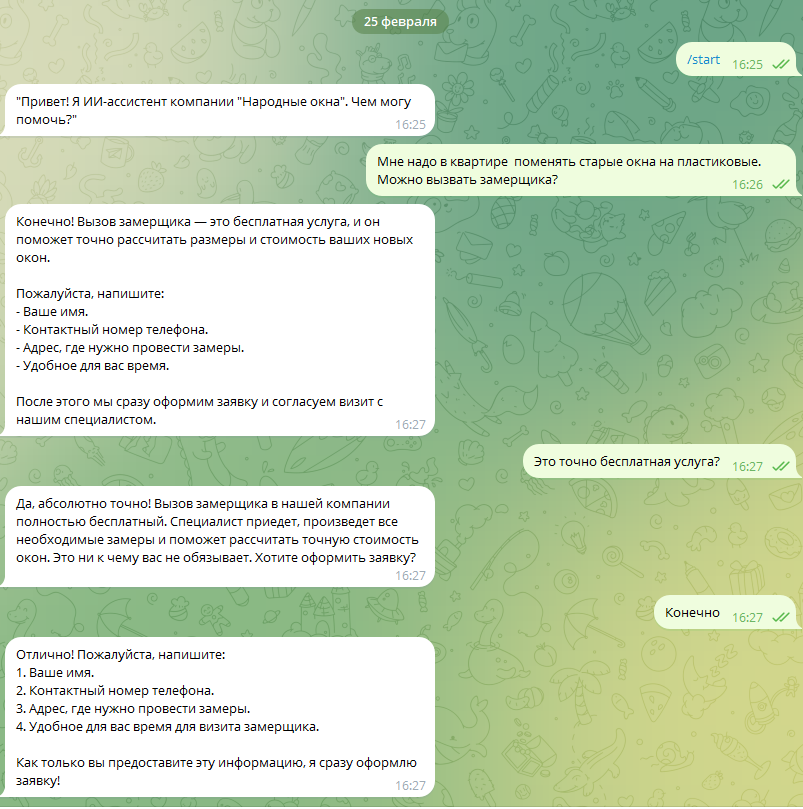 25 февраля
/start 16:25
"Привет! Я ИИ-ассистент компании "Народные окна". Чем могу
помочь?"
16:25
Мне надо в квартире поменять старые окна на пластиковые.
Можно вызвать замерщика?
16:26
Конечно! Вызов замерщика — это бесплатная услуга, и он
поможет точно рассчитать размеры и стоимость ваших новых
окон.
Пожалуйста, напишите:
- Ваше имя.
- Контактный номер телефона.
- Адрес, где нужно провести замеры.
- Удобное для вас время.
После этого мы сразу оформим заявку и согласуем визит с
нашим специалистом.
16:27
Это точно бесплатная услуга? 16:27
Да, абсолютно точно! Вызов замерщика в нашей компании
полностью бесплатный. Специалист приедет, произведет все
необходимые замеры и поможет рассчитать точную стоимость
окон. Это ни к чему вас не обязывает. Хотите оформить заявку?
16:27
Конечно 16:27
Отлично! Пожалуйста, напишите:
1. Ваше имя.
2. Контактный номер телефона.
3. Адрес, где нужно провести замеры.
4. Удобное для вас время для визита замерщика.
Как только вы предоставите эту информацию, я сразу оформлю
заявку!
16:27